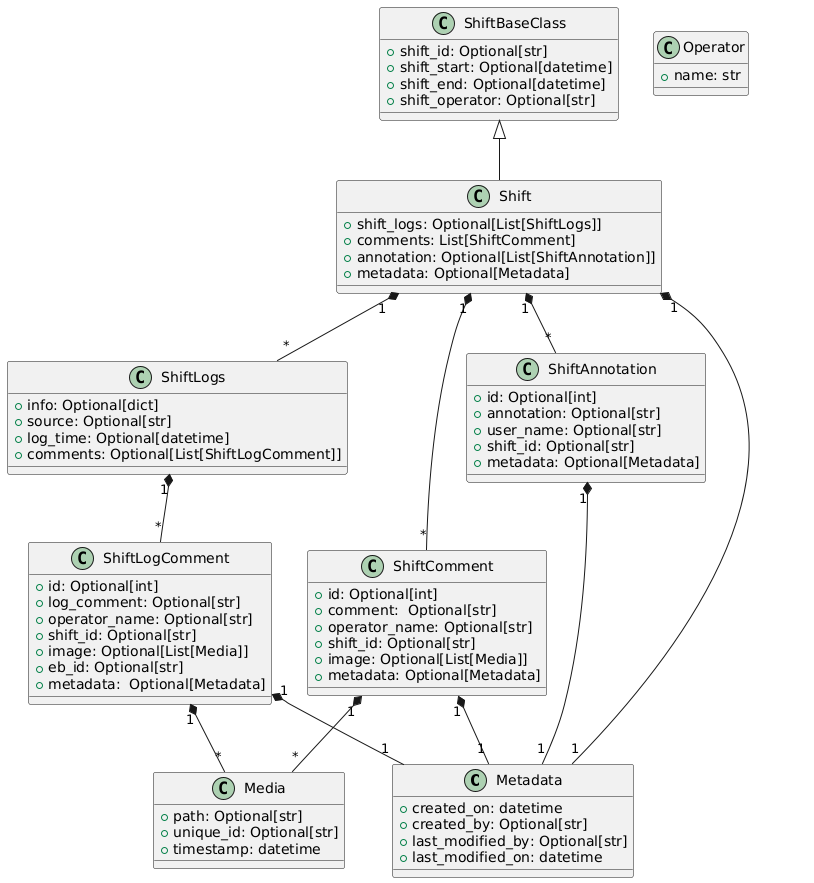 C ShiftBaseClass
shift_id: Optional[str]
shift_start: Optional[datetime]
shift_end: Optional[datetime]
shift_operator: Optional[str]
C Operator
name: str
C Shift
shift_logs: Optional[List[ShiftLogs]]
comments: List[ShiftComment]
annotation: Optional[List[ShiftAnnotation]]
metadata: Optional[Metadata]
1
1
1
1
*
*
C ShiftLogs
info: Optional[dict]
source: Optional[str]
log_time: Optional[datetime]
comments: Optional[List[ShiftLogComment]]
C ShiftAnnotation
id: Optional[int]
annotation: Optional[str]
user_name: Optional[str]
shift_id: Optional[str]
metadata: Optional[Metadata]
1
1
*
*
C ShiftLogComment
id: Optional[int]
log_comment: Optional[str]
operator_name: Optional[str]
shift_id: Optional[str]
image: Optional[List[Media]]
eb_id: Optional[str]
metadata:  Optional[Metadata]
C ShiftComment
id: Optional[int]
comment:  Optional[str]
operator_name: Optional[str]
shift_id: Optional[str]
image: Optional[List[Media]]
metadata: Optional[Metadata]
1
1
1
1
*
*
1
1
1
1
C Media
path: Optional[str]
unique_id: Optional[str]
timestamp: datetime
C Metadata
created_on: datetime
created_by: Optional[str]
last_modified_by: Optional[str]
last_modified_on: datetime